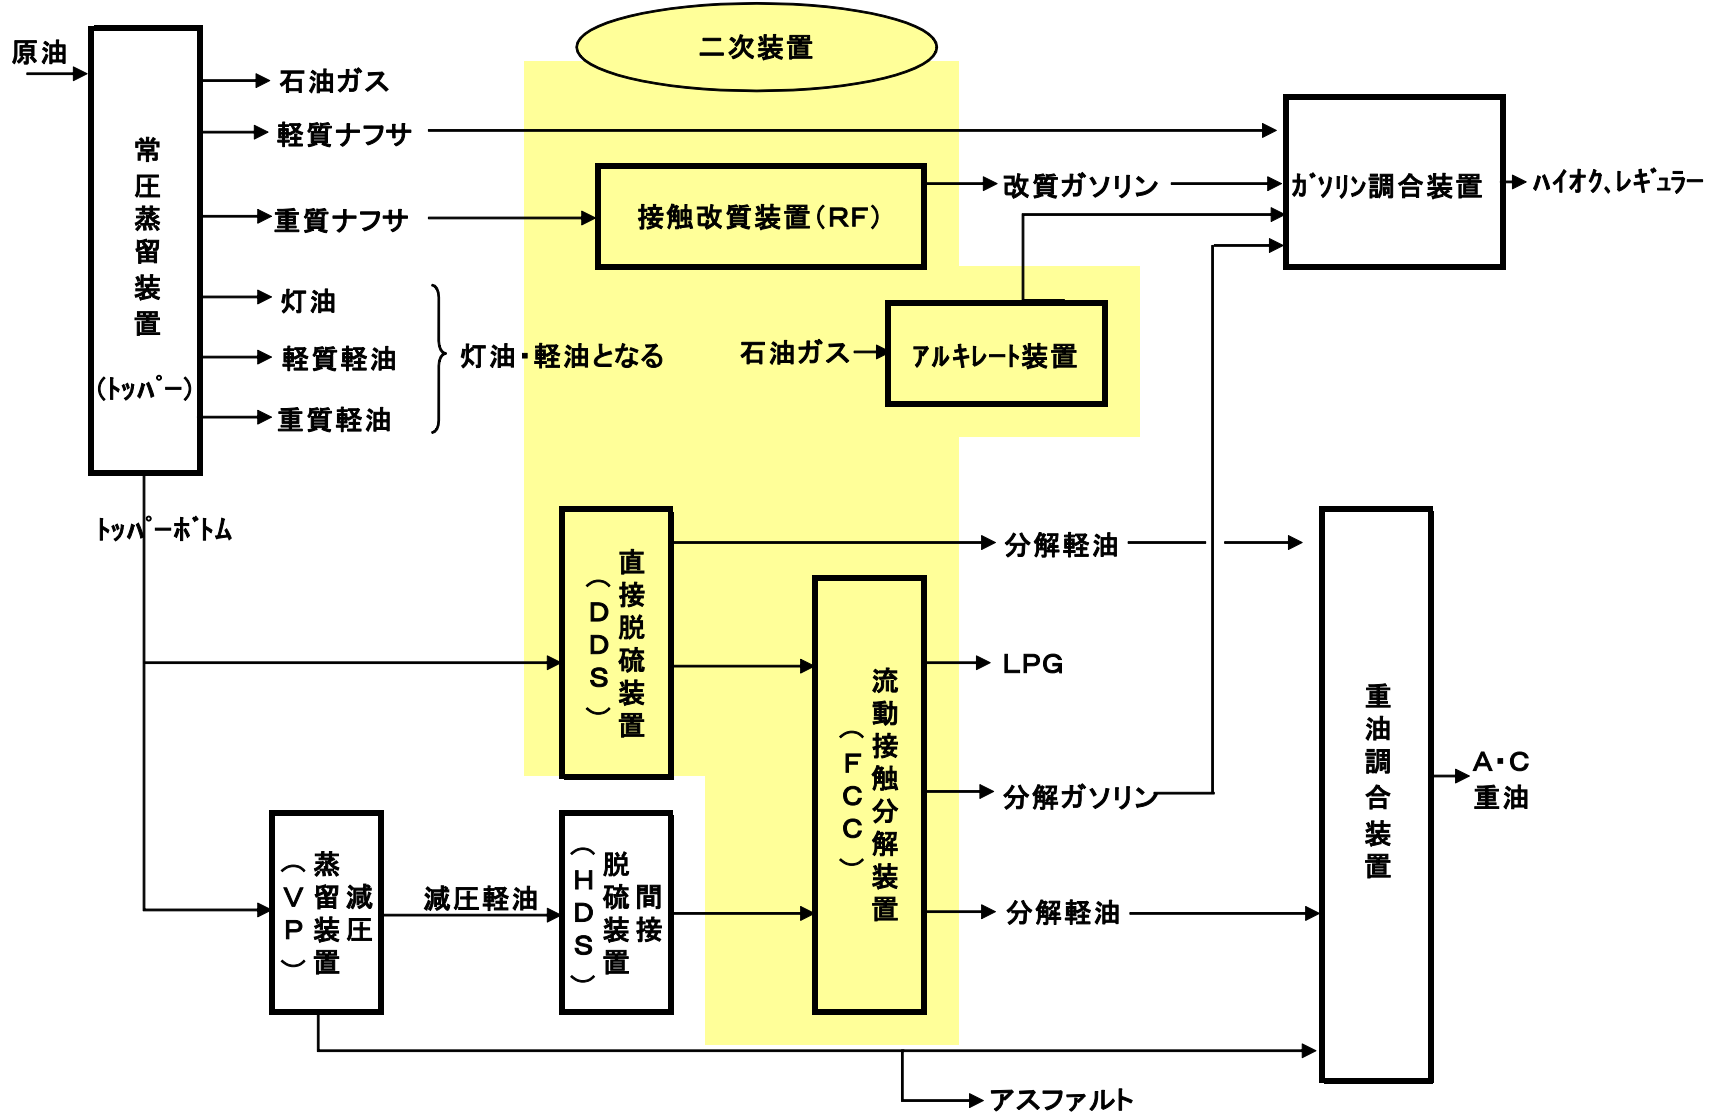 二次装置
原油
石油ガス
軽質ナフサ
重質ナフサ
灯油
軽質軽油
重質軽油
常圧蒸留装置
(ﾄｯﾊﾟｰ)
灯油・軽油となる
接触改質装置(RF)
改質ガソリン
ｶﾞｿﾘﾝ調合装置
ﾊｲｵｸ､ﾚｷﾞｭﾗｰ
石油ガス
ｱﾙｷﾚｰﾄ装置
ﾄｯﾊﾟｰﾎﾞﾄﾑ
直接脱硫装置
(DDS)
分解軽油
流動接触分解装置
(FCC)
LPG
分解ガソリン
分解軽油
重油調合装置
A・C
重油
減圧
蒸留装置
(VP)
減圧軽油
間接
脱硫装置
(HDS)
アスファルト